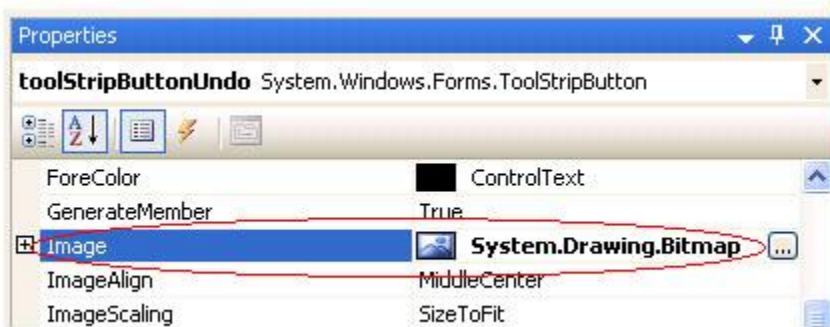 Properties
toolStripButtonUndo System.Windows.Forms.ToolStripButton
ForeColor ControlText
GenerateMember True
Image System.Drawing.Bitmap ...
ImageAlign MiddleCenter
ImageScaling SizeToFit